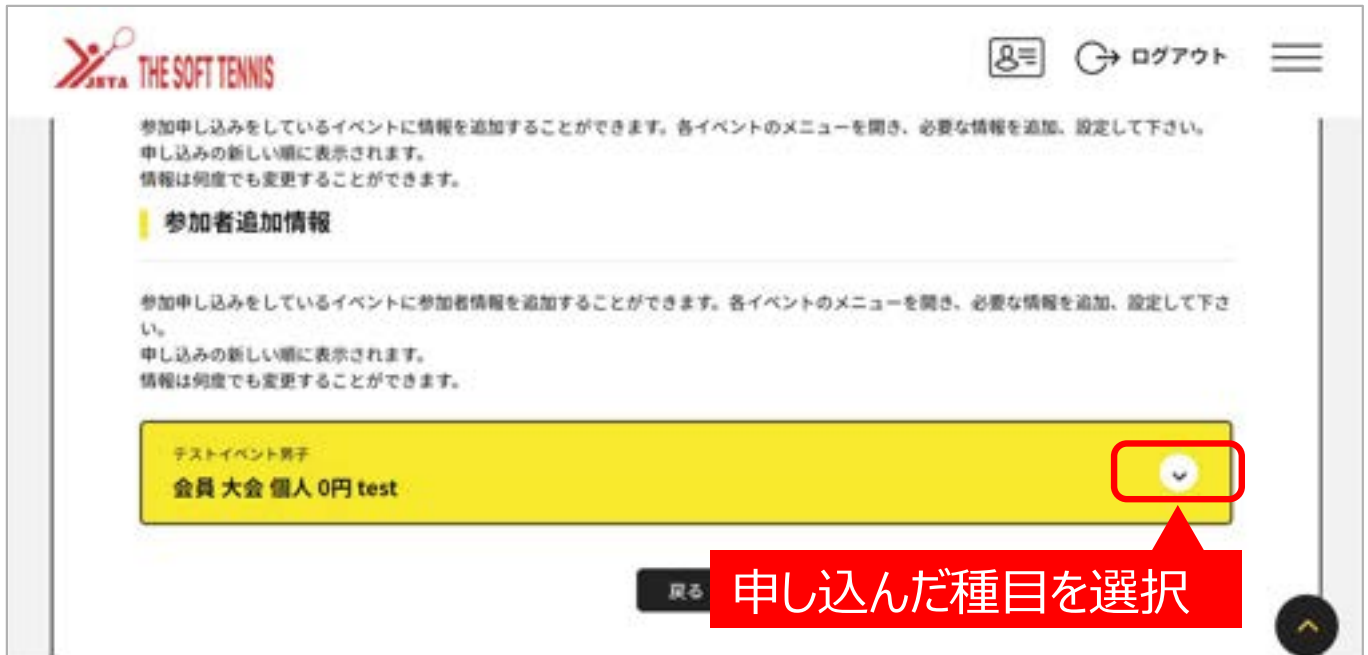 JSTA THE SOFT TENNIS
ログアウト
参加申し込みをしているイベントに情報を追加することができます。各イベントのメニューを開き、必要な情報を追加、設定して下さい。
申し込みの新しい順に表示されます。
情報は何度でも変更することができます。
参加者追加情報
参加申し込みをしているイベントに参加者情報を追加することができます。各イベントのメニューを開き、必要な情報を追加、設定して下さ
い。
申し込みの新しい順に表示されます。
情報は何度でも変更することができます。
テストイベント男子
会員 大会 個人 0円 test
戻る
申し込んだ種目を選択